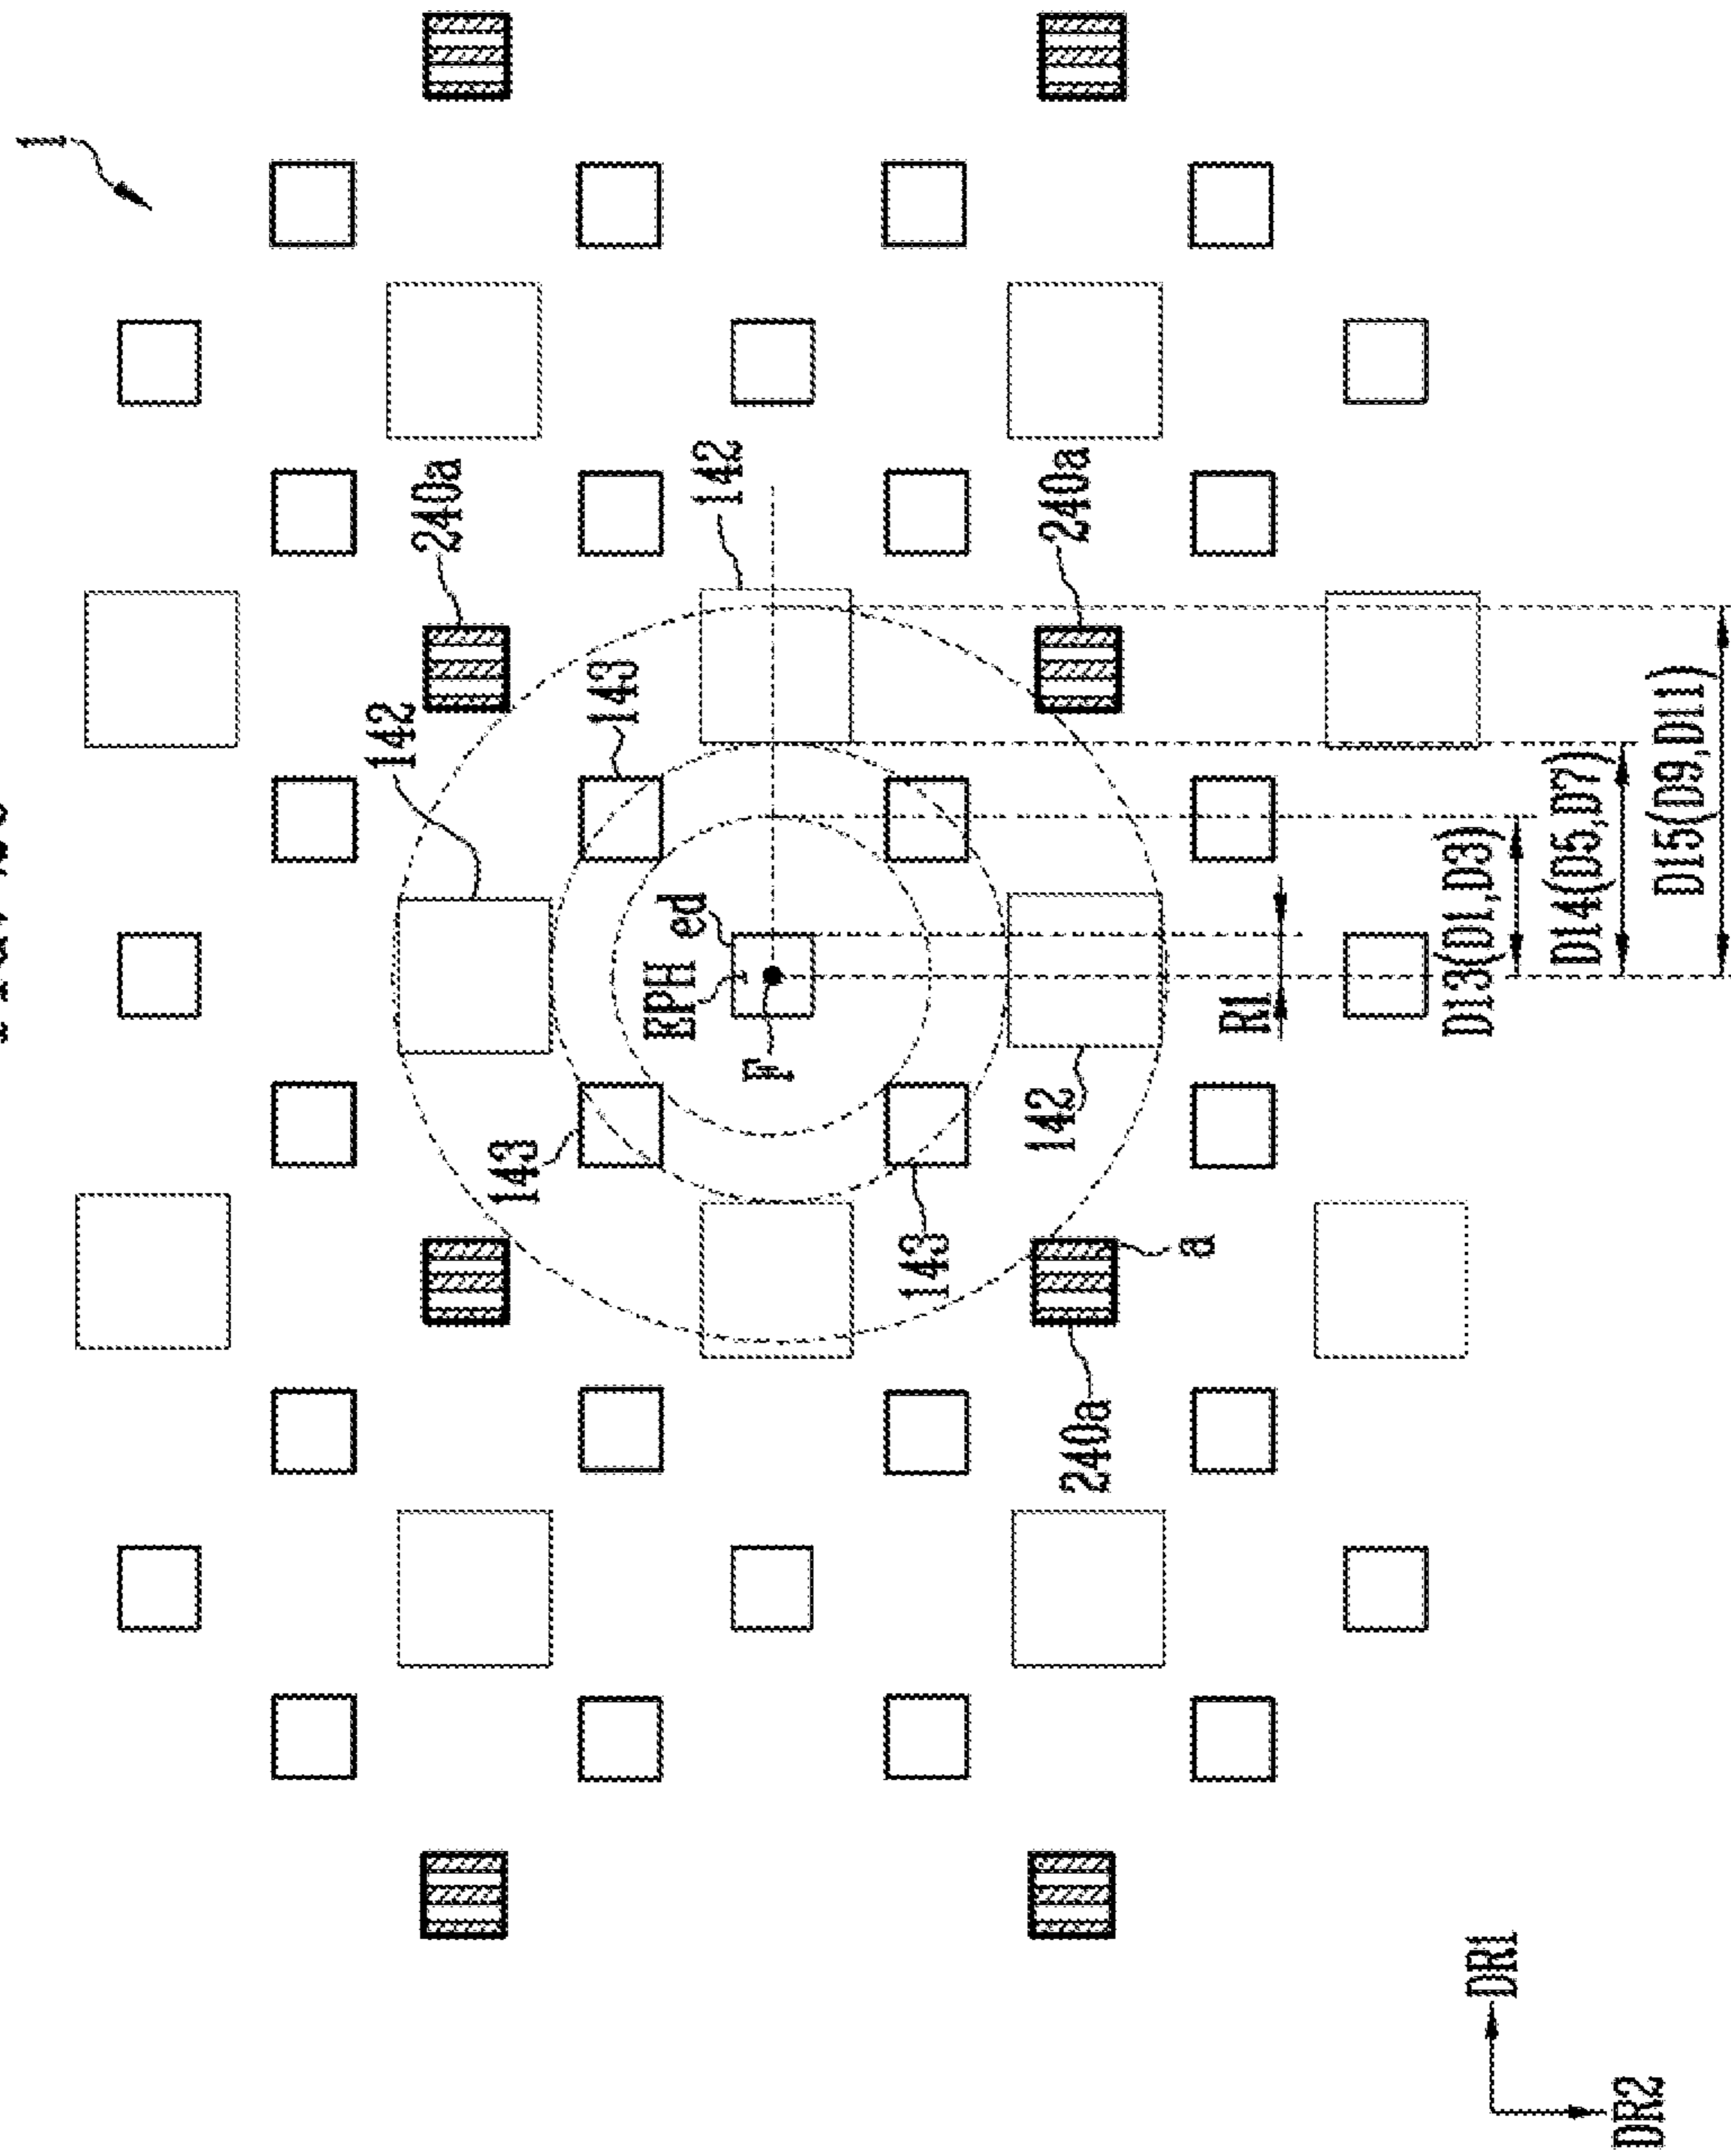 1
240a
142
240a
142
143
EPH
ed
F
143
143
142
a
240a
R1
D13(D1,D3)
D14(D5,D7)
D15(D9,D11)
DR1
DR2